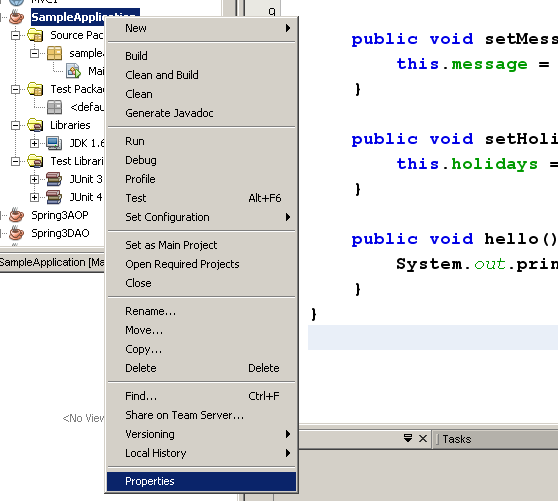 MVC1
SampleApplication
Source Pac
sample
Mai
Test Packag
<defau
Libraries
JDK 1.6
Test Librari
JUnit 3
JUnit 4
Spring3AOP
Spring3DAO
SampleApplication [Ma
<No View
New
Build
Clean and Build
Clean
Generate Javadoc
Run
Debug
Profile
Test Alt+F6
Set Configuration
Set as Main Project
Open Required Projects
Close
Rename...
Move...
Copy...
Delete Delete
Find... Ctrl+F
Share on Team Server...
Versioning
Local History
Properties
9
public void setMess
this.message =
}
public void setHoli
this.holidays =
}
public void hello()
System.out.prin
}
}
Tasks